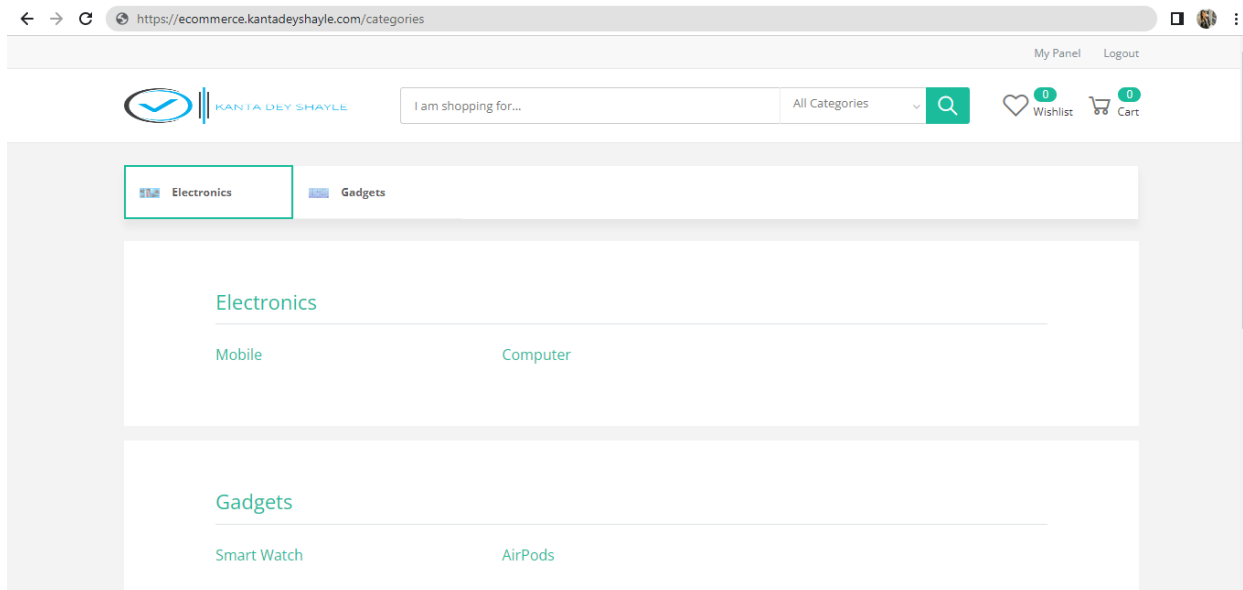 https://ecommerce.kantadeyshayle.com/categories
My Panel Logout
KANTA DEY SHAYLE
I am shopping for...
All Categories
0
Wishlist
0
Cart
Electronics Gadgets
Electronics
Mobile Computer
Gadgets
Smart Watch AirPods